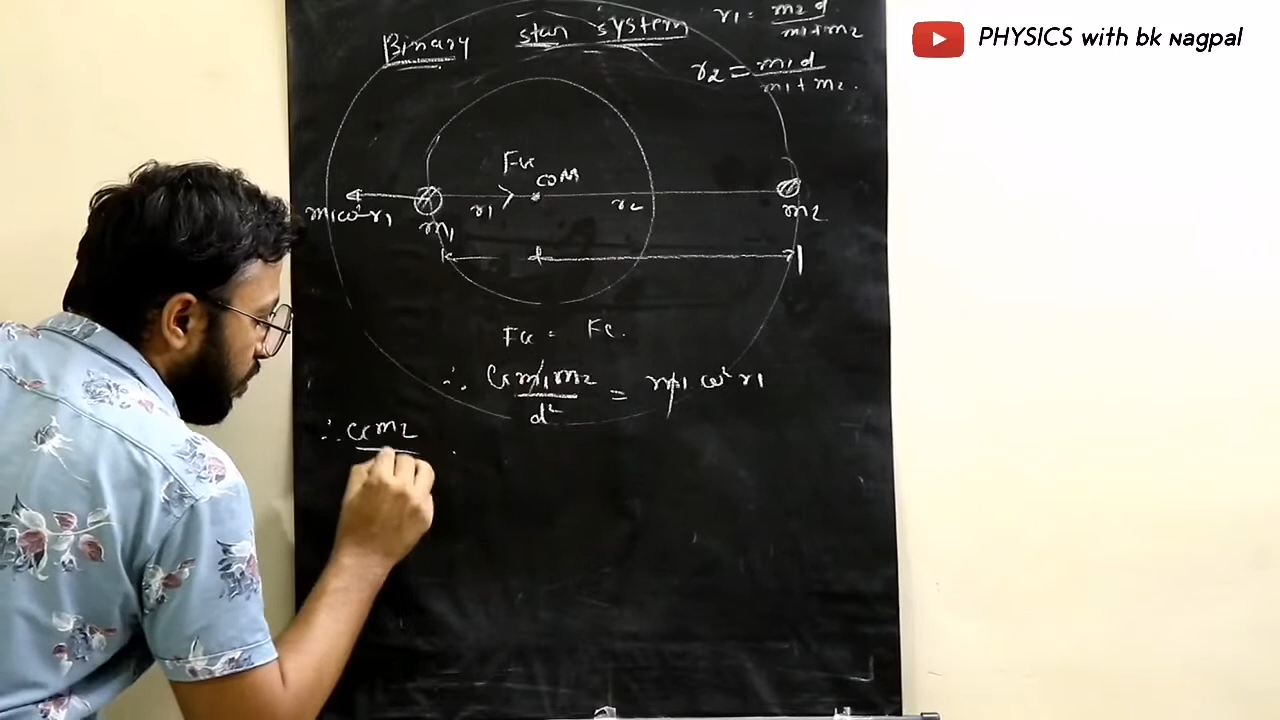 PHYSICS with bk Nagpal
Binary star system
r1 = m2 d / m1+m2
r2 = m1 d / m1+m2.
FG
COM
m1ω²r1
r1
r2
m1
m2
d
FG = Fc.
∴ G m1 m2 / d² = m1 ω² r1
∴ G m2